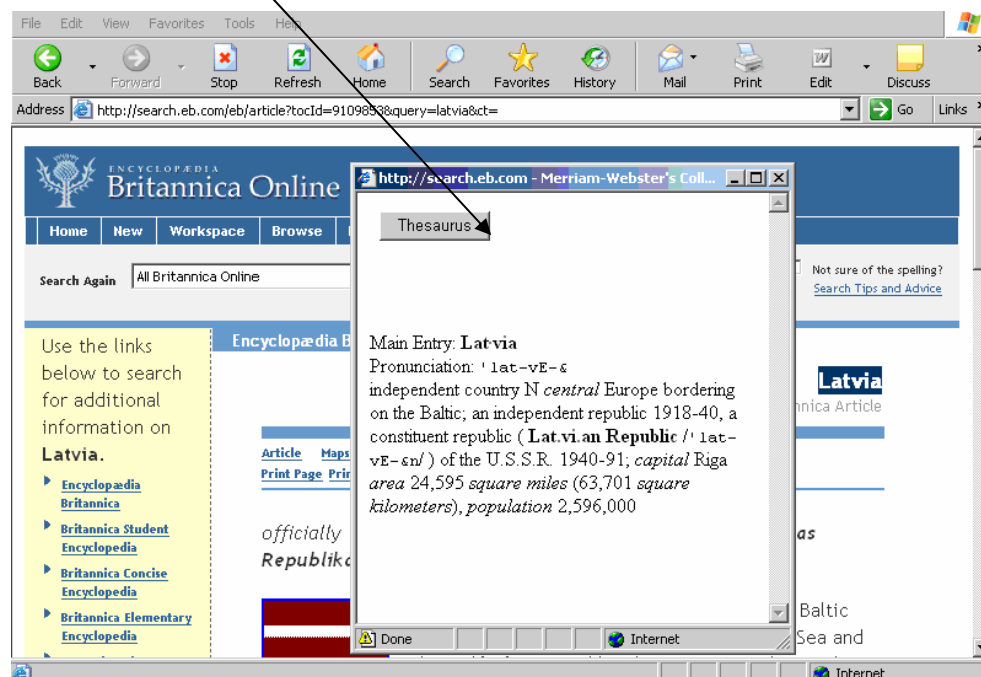 File Edit View Favorites Tools Help
Back Forward Stop Refresh Home Search Favorites History Mail Print Edit Discuss
Address http://search.eb.com/eb/article?tocId=9109853&query=latvia&ct= Go Links
ENCYCLOPÆDIA
Britannica Online
Home New Workspace Browse
Search Again All Britannica Online
Not sure of the spelling?
Search Tips and Advice
http://search.eb.com - Merriam-Webster's Coll...
Thesaurus
Main Entry: Lat·via
Pronunciation: 'lat-vE-&
independent country N central Europe bordering
on the Baltic; an independent republic 1918-40, a
constituent republic ( Lat.vi.an Republic /'lat-
vE-&n/ ) of the U.S.S.R. 1940-91; capital Riga
area 24,595 square miles (63,701 square
kilometers), population 2,596,000
Done Internet
Use the links
below to search
for additional
information on
Latvia.
Encyclopædia
Britannica
Britannica Student
Encyclopedia
Britannica Concise
Encyclopedia
Britannica Elementary
Encyclopedia
Encyclopædia B
Latvia
Article
Article Maps
Print Page
officially
Baltic
Sea and
Internet